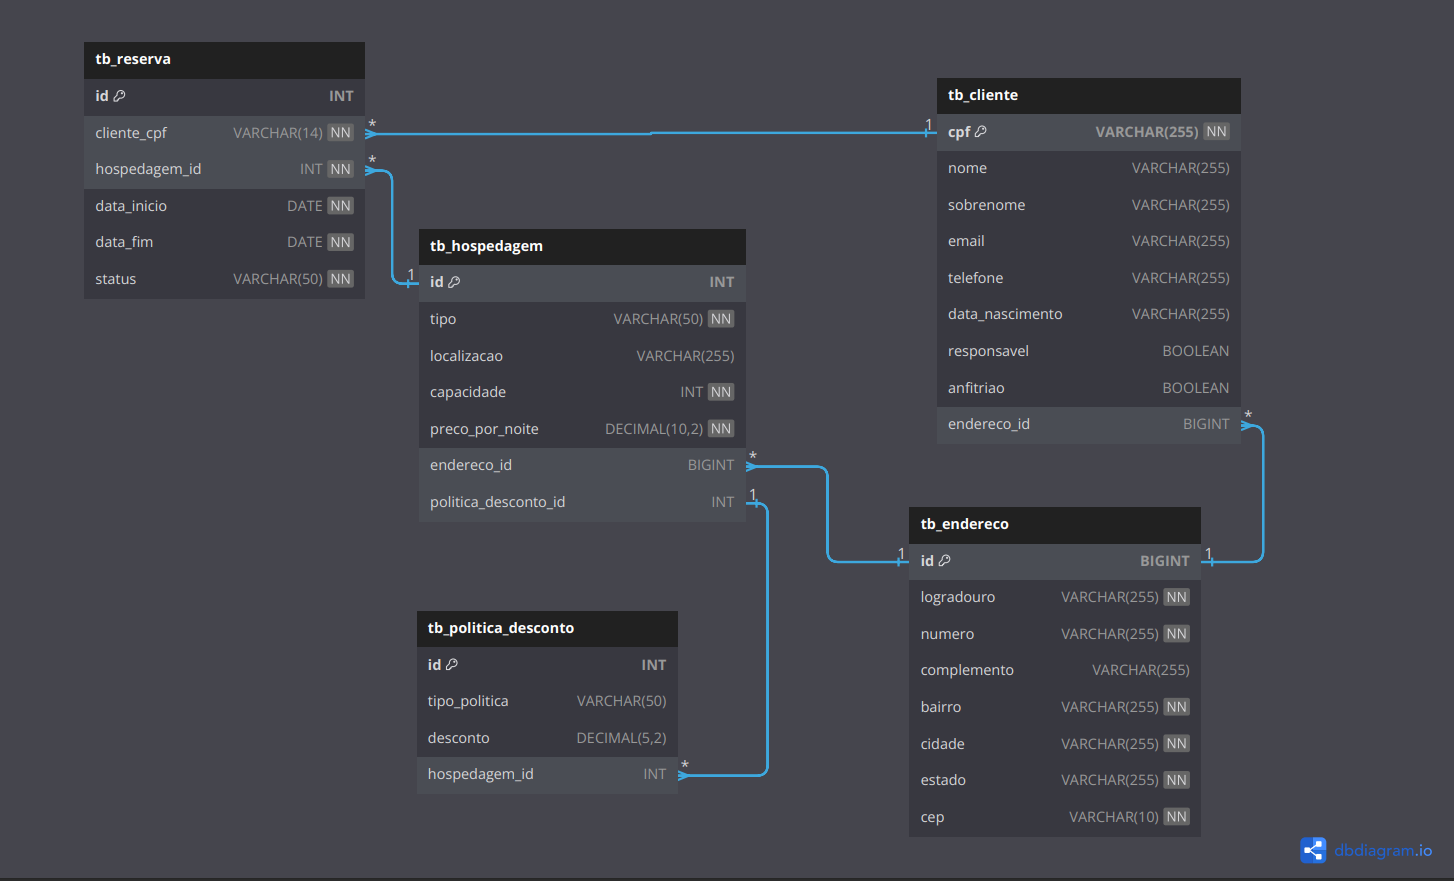 tb_reserva
id INT
cliente_cpf VARCHAR(14) NN
hospedagem_id INT NN
data_inicio DATE NN
data_fim DATE NN
status VARCHAR(50) NN
*
*
1
1
tb_cliente
cpf VARCHAR(255) NN
nome VARCHAR(255)
sobrenome VARCHAR(255)
email VARCHAR(255)
telefone VARCHAR(255)
data_nascimento VARCHAR(255)
responsavel BOOLEAN
anfitriao BOOLEAN
endereco_id BIGINT
*
tb_hospedagem
id INT
tipo VARCHAR(50) NN
localizacao VARCHAR(255)
capacidade INT NN
preco_por_noite DECIMAL(10,2) NN
endereco_id BIGINT
politica_desconto_id INT
*
1
1
1
tb_endereco
id BIGINT
logradouro VARCHAR(255) NN
numero VARCHAR(255) NN
complemento VARCHAR(255)
bairro VARCHAR(255) NN
cidade VARCHAR(255) NN
estado VARCHAR(255) NN
cep VARCHAR(10) NN
tb_politica_desconto
id INT
tipo_politica VARCHAR(50)
desconto DECIMAL(5,2)
hospedagem_id INT
*
dbdiagram.io